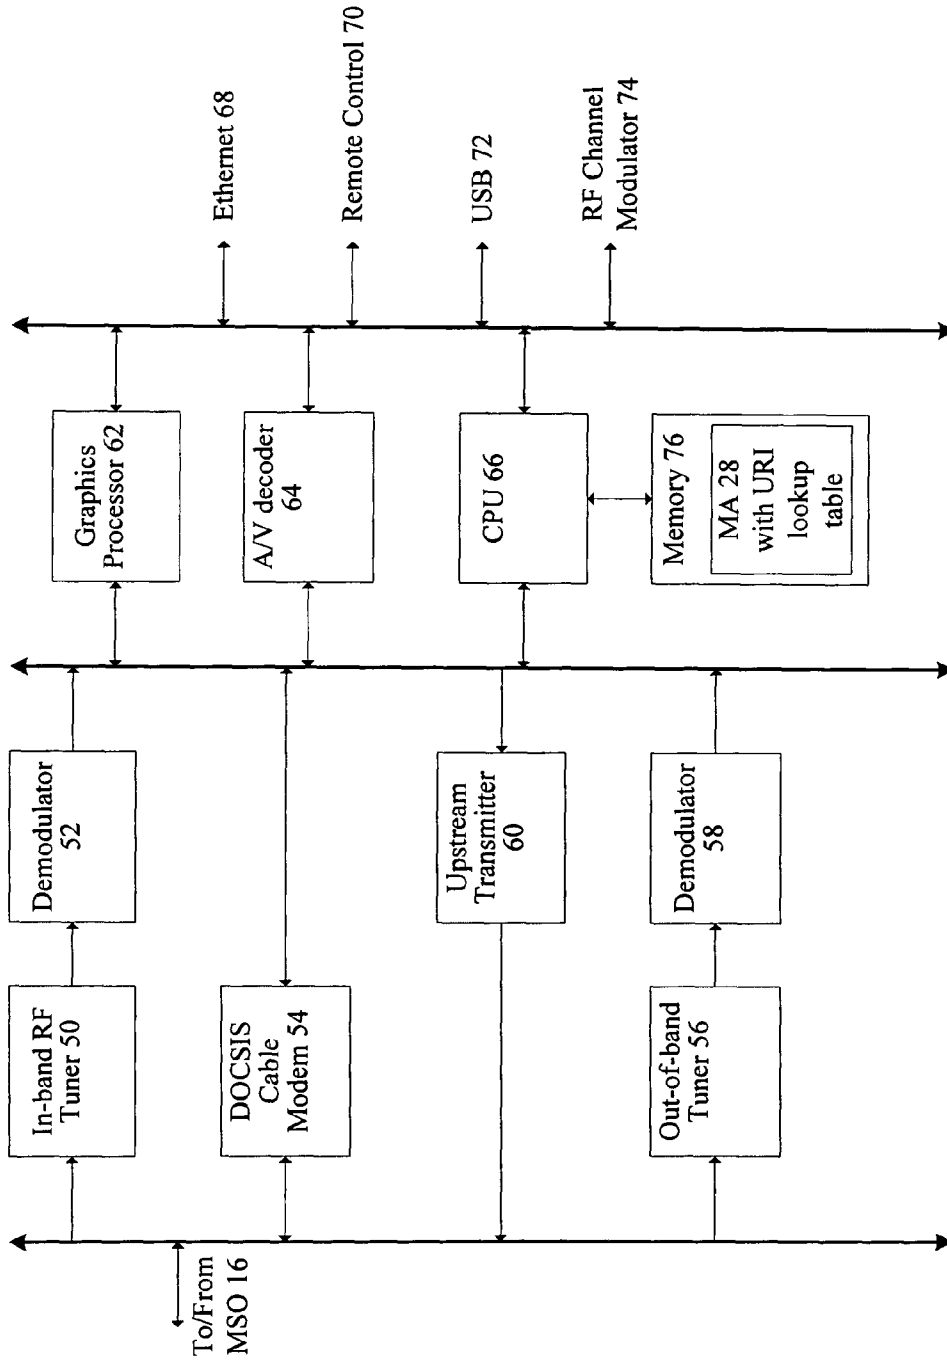 To/From
MSO 16
In-band RF
Tuner 50
Demodulator
52
DOCSIS
Cable
Modem 54
Upstream
Transmitter
60
Out-of-band
Tuner 56
Demodulator
58
Graphics
Processor 62
A/V decoder
64
CPU 66
Memory 76
MA 28
with URI
lookup
table
Ethernet 68
Remote Control 70
USB 72
RF Channel
Modulator 74